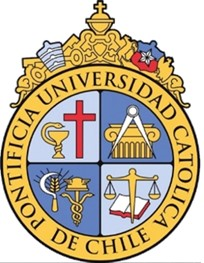 PONTIFICIA UNIVERSIDAD CATOLICA
DE CHILE